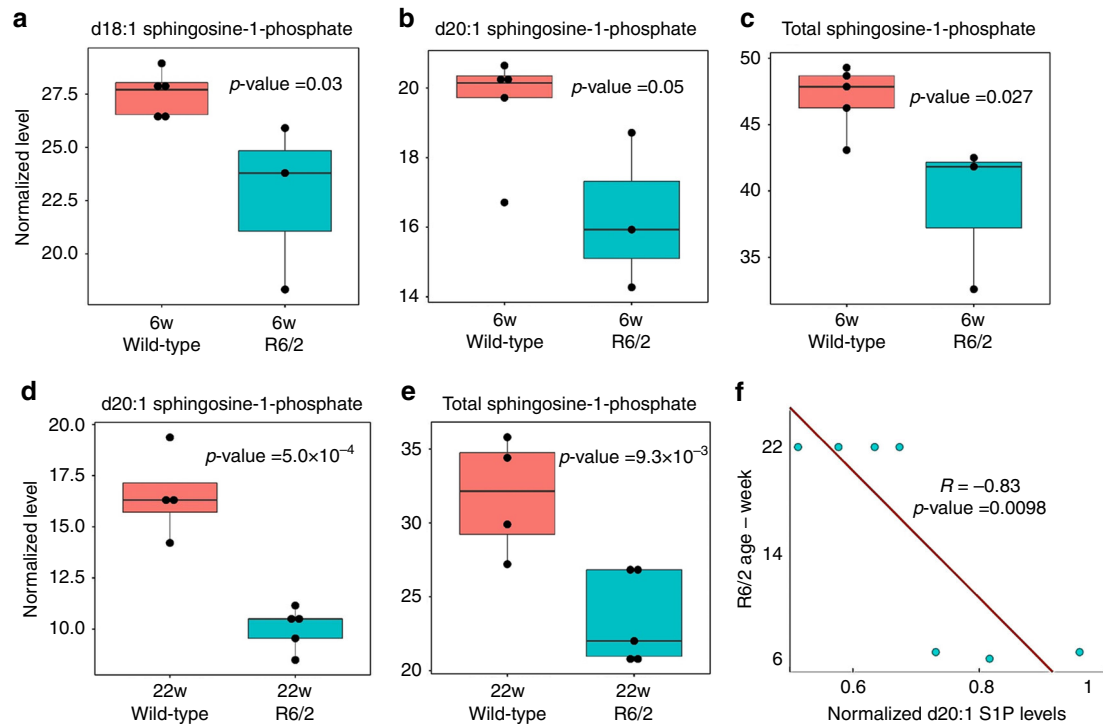 a
d18:1 sphingosine-1-phosphate
Normalized level
27.5
25.0
22.5
20.0
p-value =0.03
6w
Wild-type
6w
R6/2
b
d20:1 sphingosine-1-phosphate
20
18
16
14
p-value =0.05
6w
Wild-type
6w
R6/2
c
Total sphingosine-1-phosphate
50
45
40
35
p-value =0.027
6w
Wild-type
6w
R6/2
d
d20:1 sphingosine-1-phosphate
Normalized level
20.0
17.5
15.0
12.5
10.0
p-value =5.0×10⁻⁴
22w
Wild-type
22w
R6/2
e
Total sphingosine-1-phosphate
35
30
25
20
p-value =9.3×10⁻³
22w
Wild-type
22w
R6/2
f
R6/2 age – week
22
14
6
R = –0.83
p-value =0.0098
0.6
0.8
1
Normalized d20:1 S1P levels